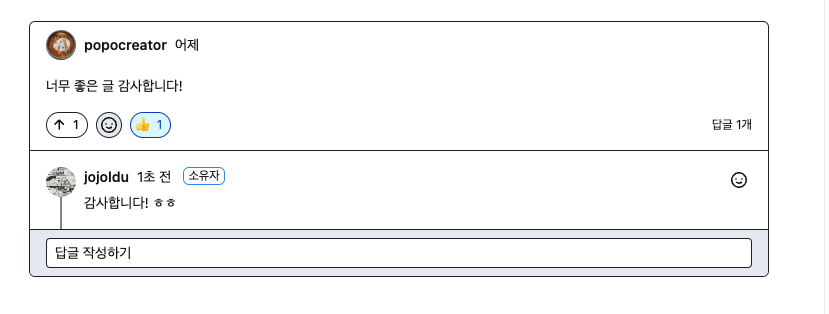 popocreator 어제
너무 좋은 글 감사합니다!
↑ 1 👍 1 답글 1개
jojoldu 1초 전 소유자
감사합니다! ㅎㅎ
답글 작성하기